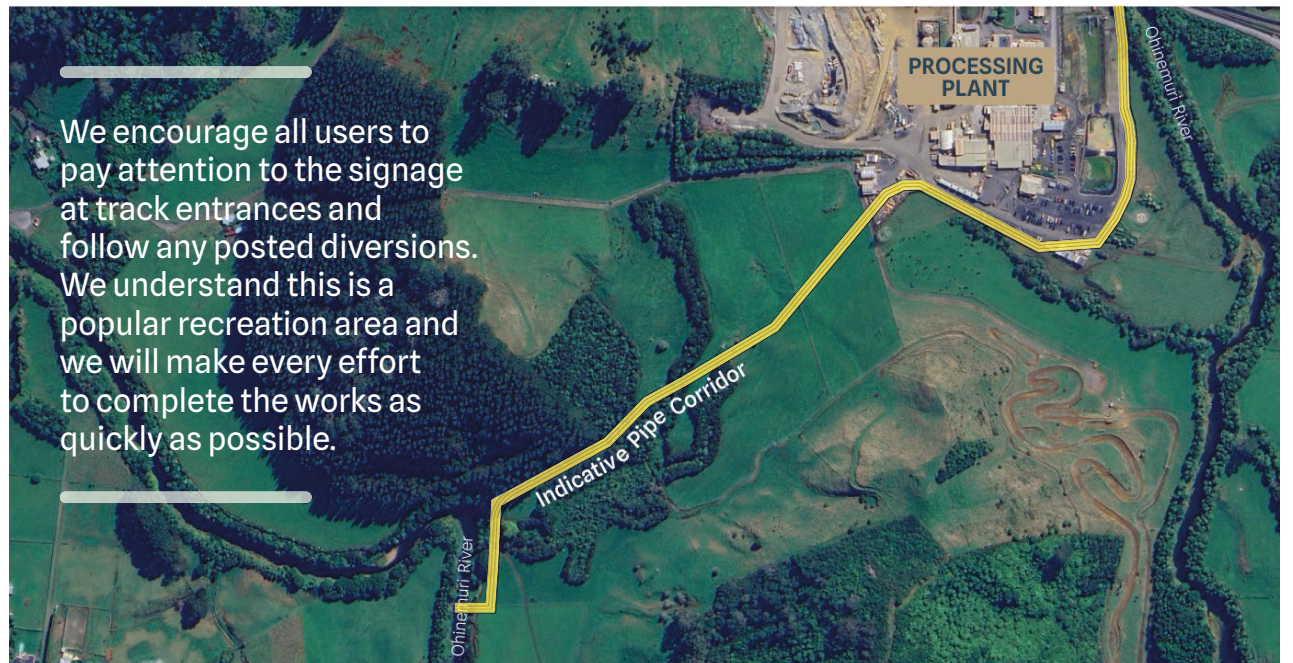 We encourage all users to
pay attention to the signage
at track entrances and
follow any posted diversions.
We understand this is a
popular recreation area and
we will make every effort
to complete the works as
quickly as possible.
PROCESSING
PLANT
Ohinemuri River
Indicative Pipe Corridor
Ohinemuri River